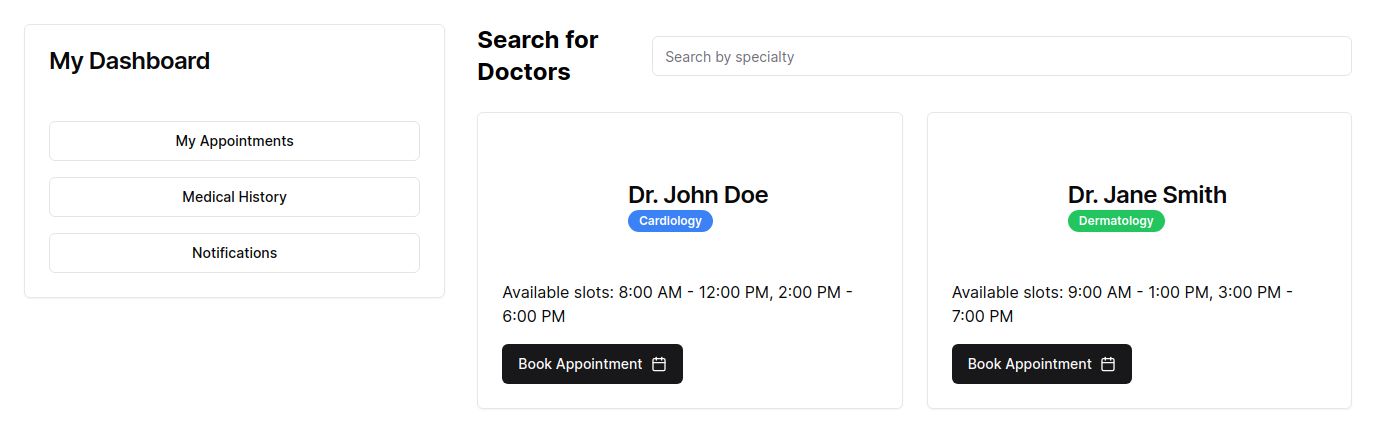 My Dashboard
My Appointments
Medical History
Notifications
Search for
Doctors
Search by specialty
Dr. John Doe
Cardiology
Available slots: 8:00 AM - 12:00 PM, 2:00 PM -
6:00 PM
Book Appointment
Dr. Jane Smith
Dermatology
Available slots: 9:00 AM - 1:00 PM, 3:00 PM -
7:00 PM
Book Appointment